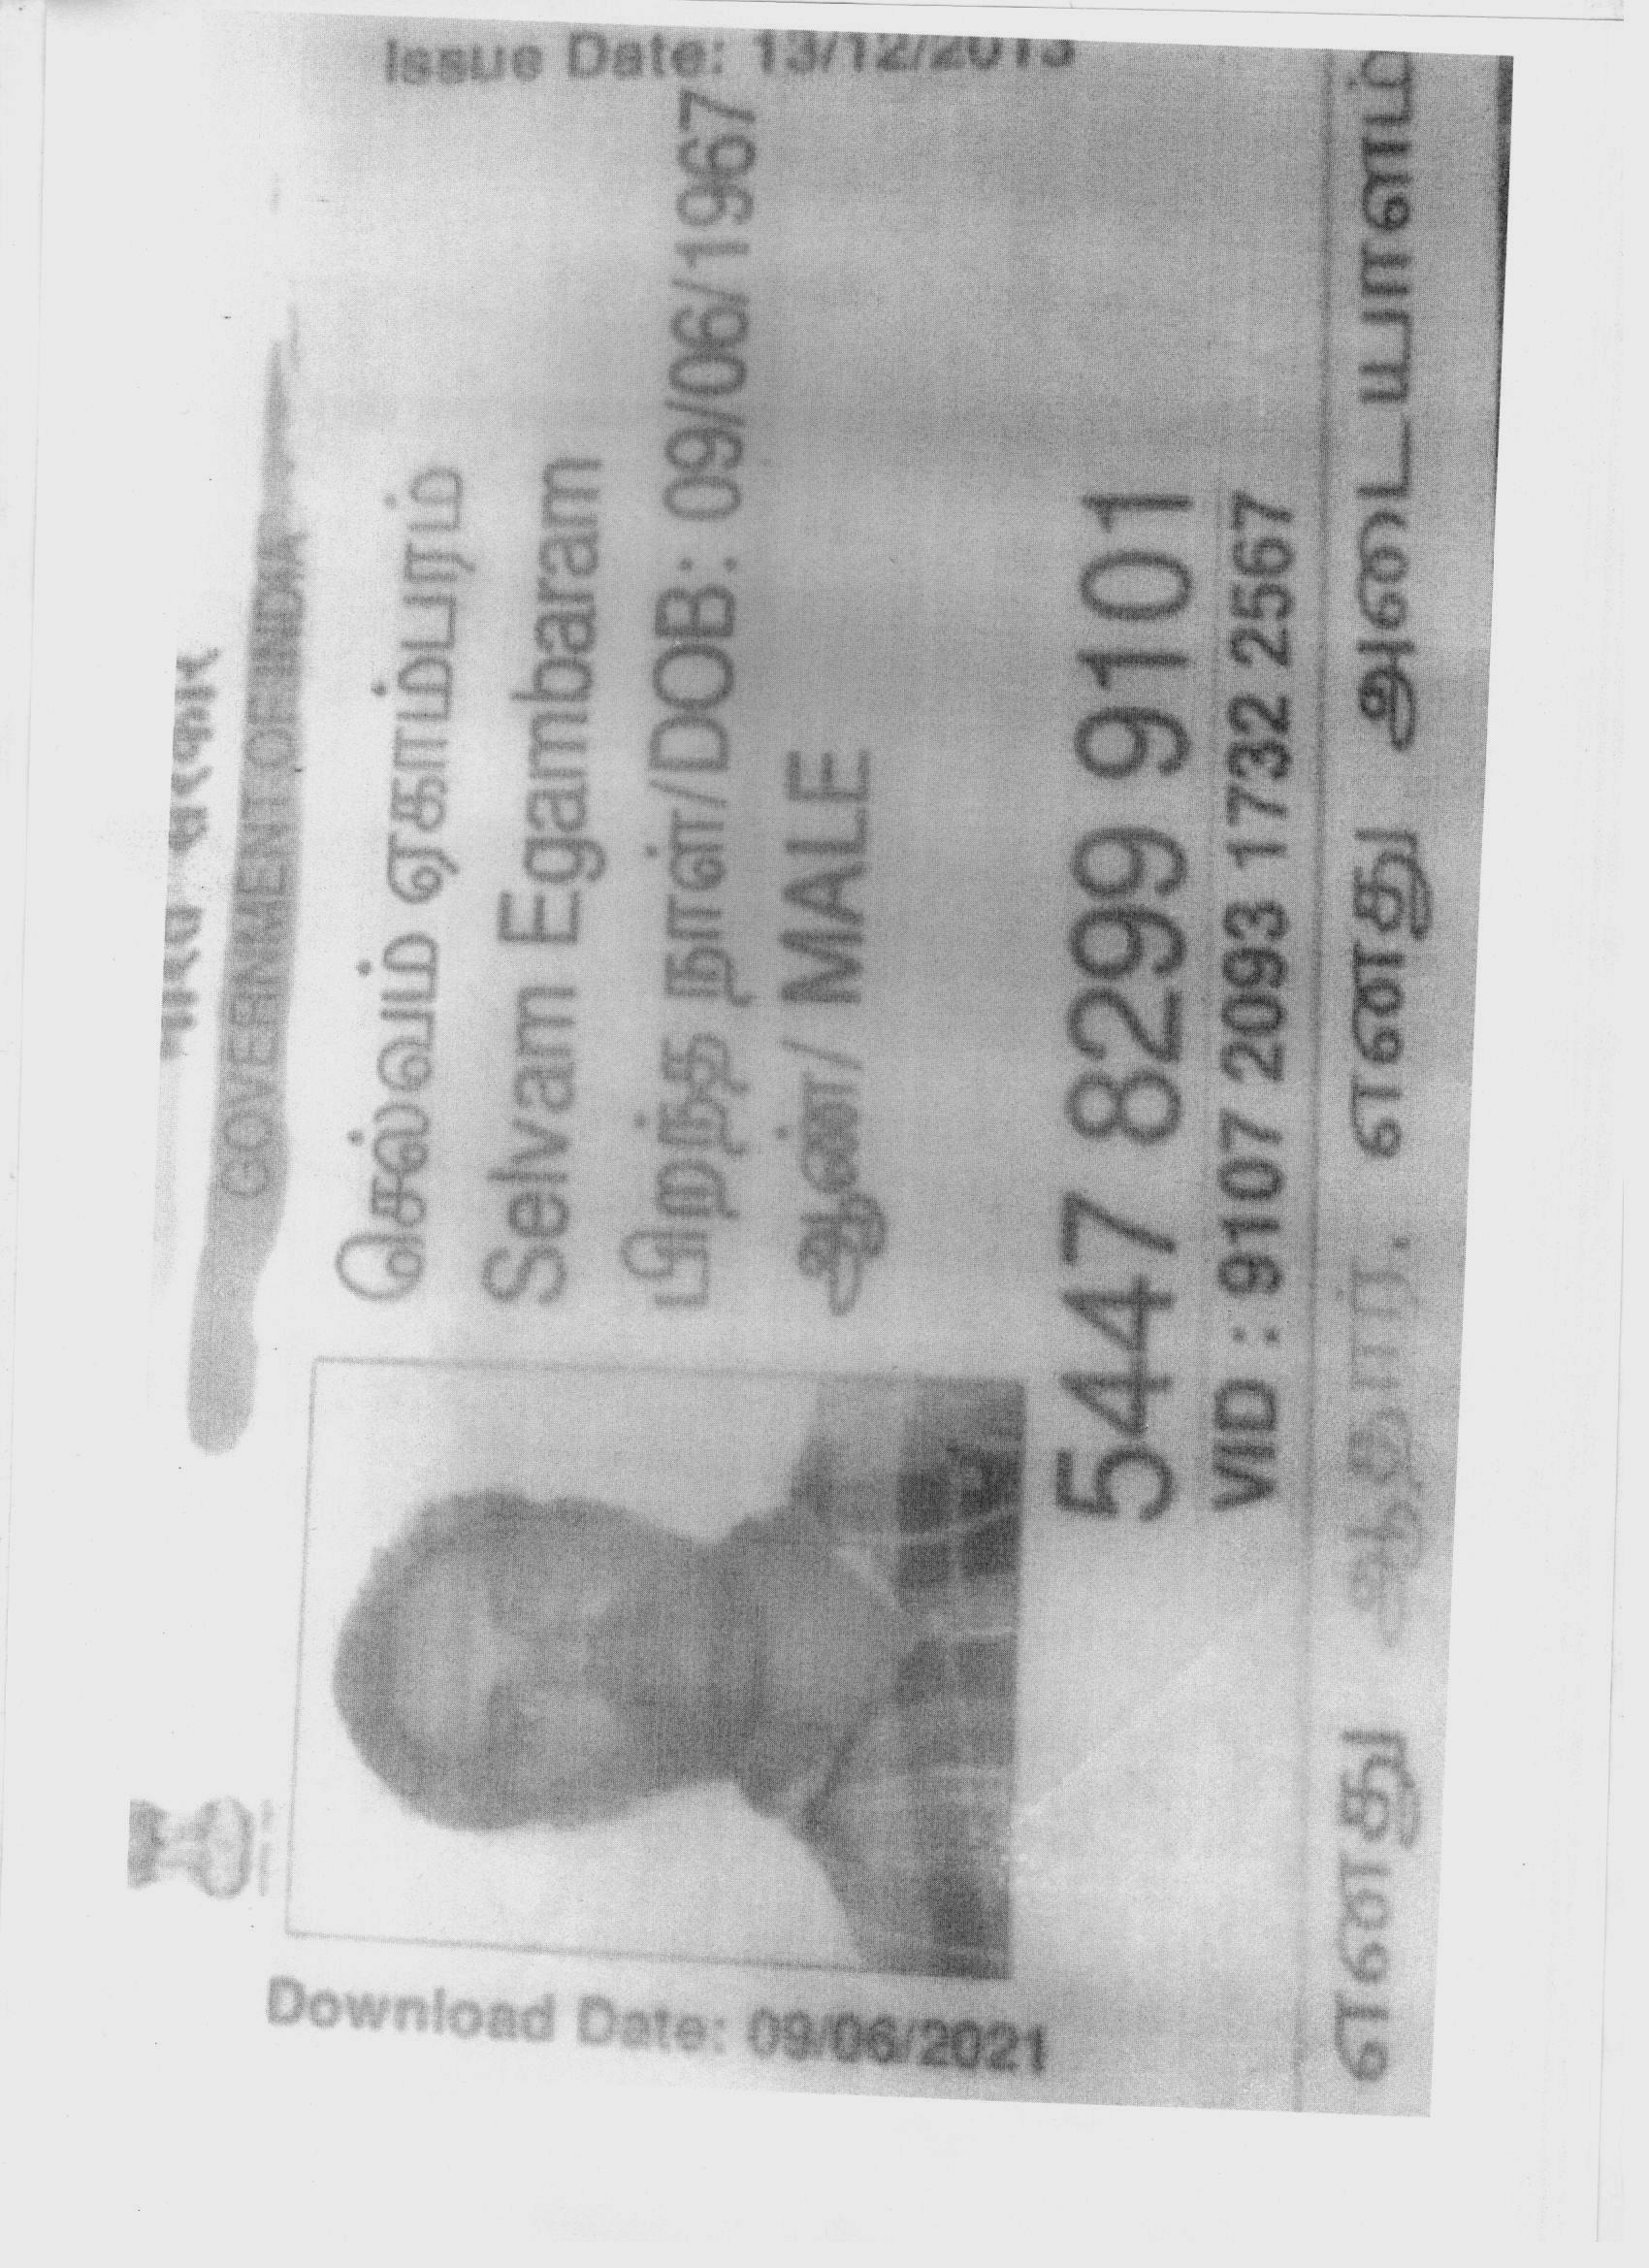 भारत सरकार
GOVERNMENT OF INDIA
Issue Date: 13/12/2013
Download Date: 09/06/2021
செல்வம் ஏகாம்பரம்
Selvam Egambaram
பிறந்த நாள்/DOB: 09/06/1967
ஆண்/ MALE
5447 8299 9101
VID : 9107 2093 1732 2567
எனது ஆதார், எனது அடையாளம்